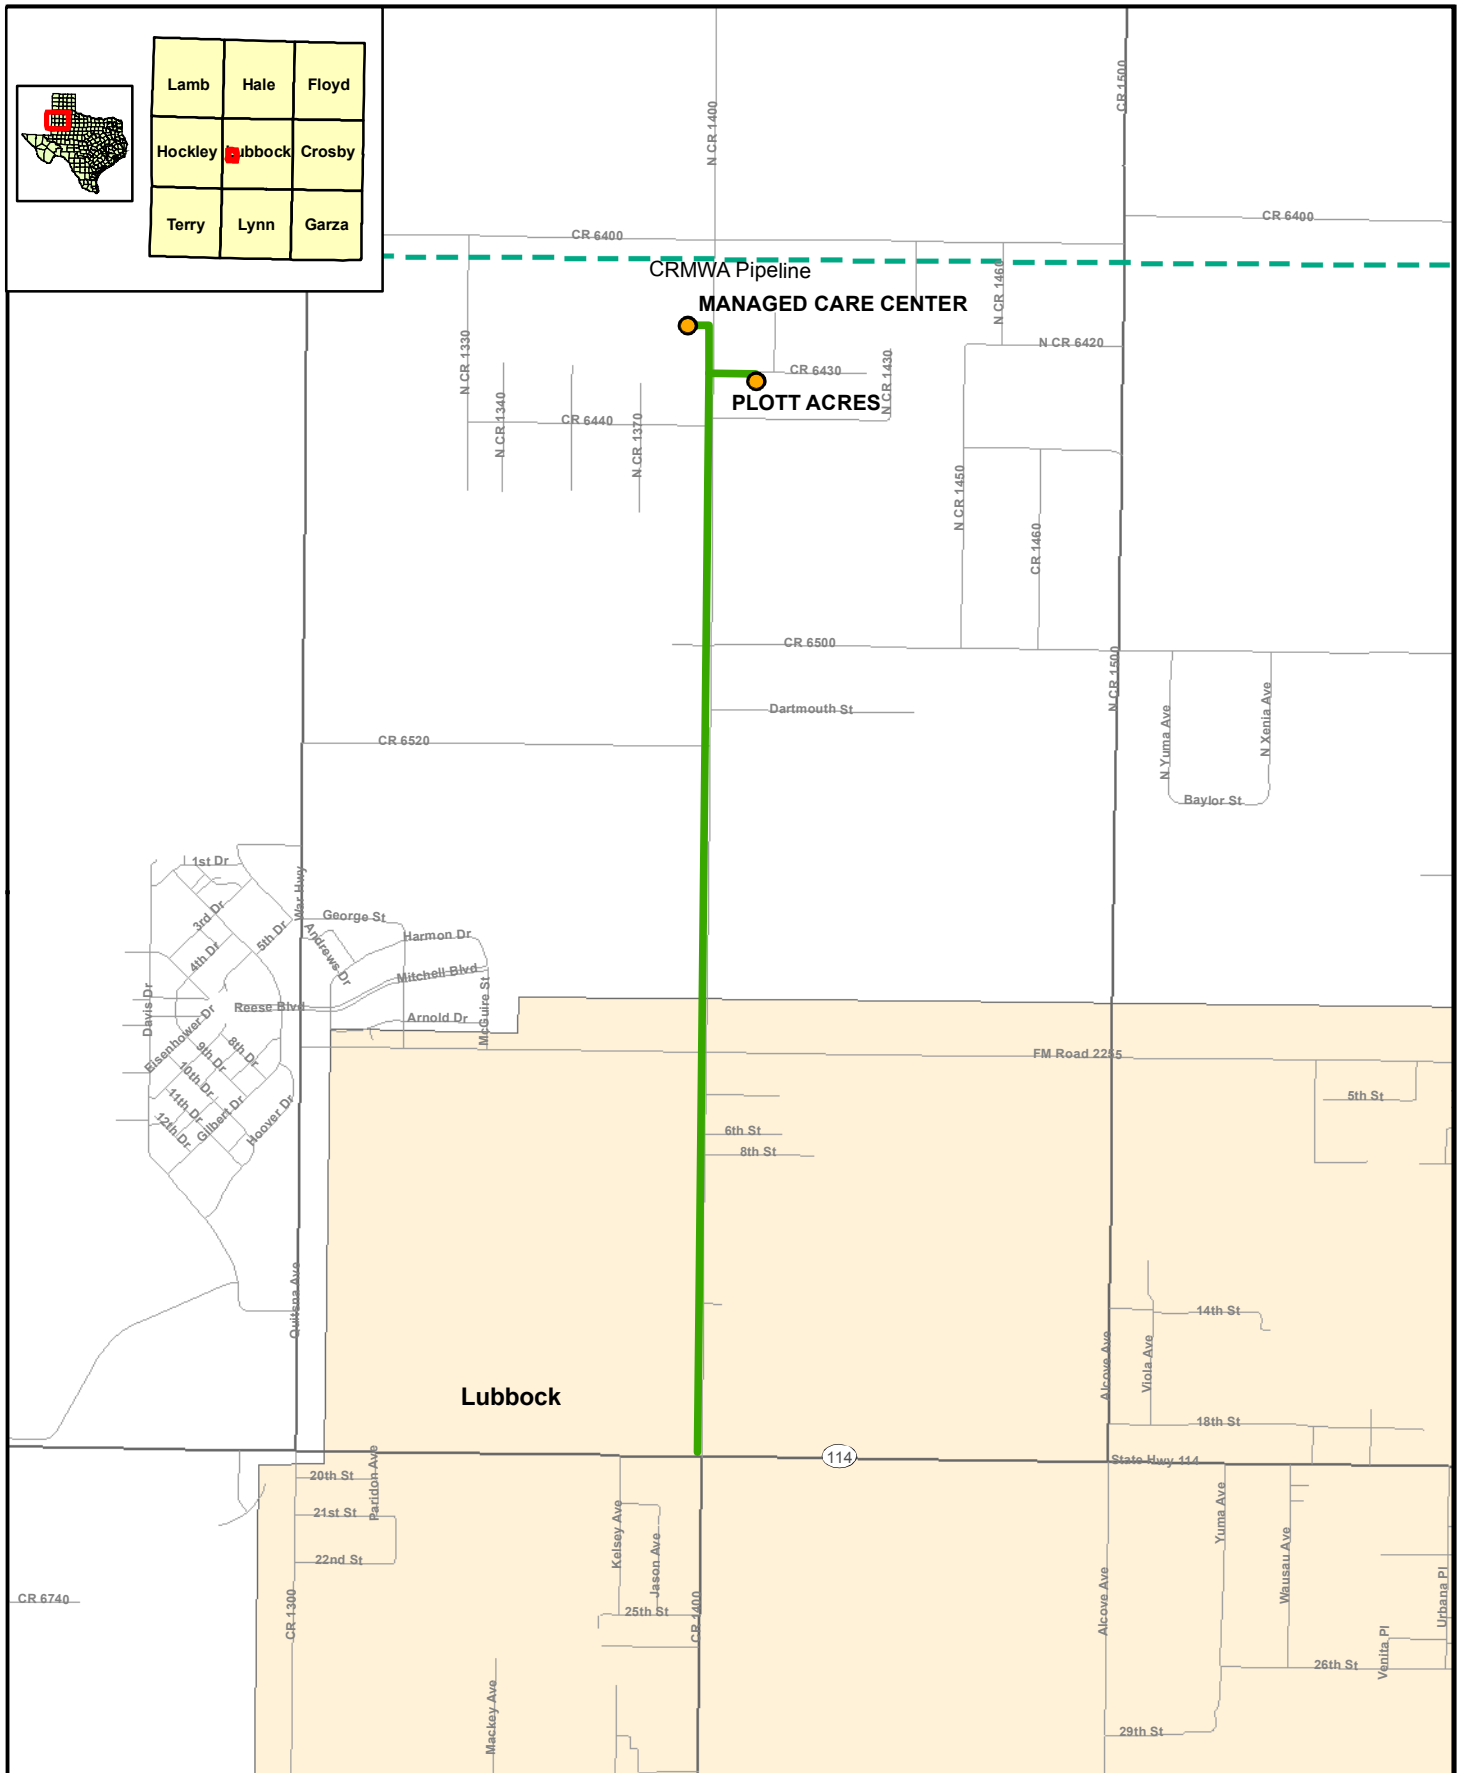 Lamb
Hale
Floyd
Hockley
Lubbock
Crosby
Terry
Lynn
Garza
CR 1500
N CR 1400
CR 6400
CR 6400
CRMWA Pipeline
MANAGED CARE CENTER
N CR 1460
N CR 1330
N CR 6420
CR 6430
N CR 1430
PLOTT ACRES
N CR 1340
CR 6440
N CR 1370
N CR 1450
CR 1460
CR 6500
N CR 1500
Dartmouth St
CR 6520
N Yuma Ave
N Xenia Ave
Baylor St
1st Dr
War Hwy
3rd Dr
George St
5th Dr
Andrews Dr
Harmon Dr
4th Dr
Mitchell Blvd
Davis Dr
Reese Blvd
McGuire St
Arnold Dr
Eisenhower Dr
8th Dr
9th Dr
FM Road 2255
10th Dr
11th Dr
Gilbert Dr
Hoover Dr
12th Dr
5th St
6th St
8th St
Quitsna Ave
14th St
Alcove Ave
Viola Ave
Lubbock
18th St
114
State Hwy 114
20th St
Paridon Ave
21st St
22nd St
Kelsey Ave
Jason Ave
Yuma Ave
Wausau Ave
CR 6740
CR 1300
25th St
CR 1400
Alcove Ave
Urbana Pl
Venita Pl
26th St
Mackey Ave
29th St